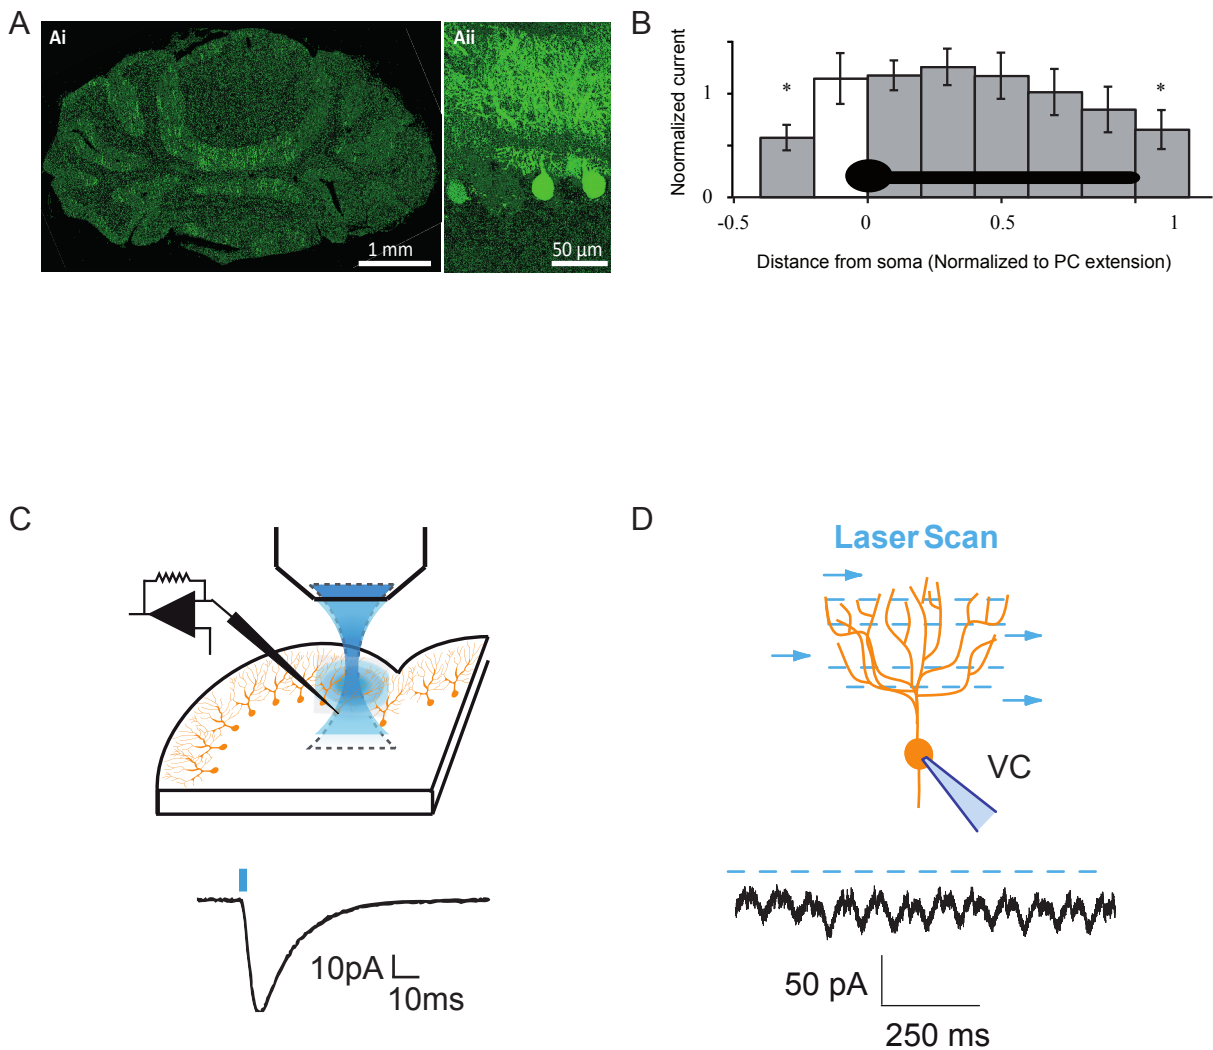 A
Ai
1 mm
Aii
50 μm
B
Noormalized current
1
0
*
*
-0.5
0
0.5
1
Distance from soma (Normalized to PC extension)
C
10pA
10ms
D
Laser Scan
VC
50 pA
250 ms